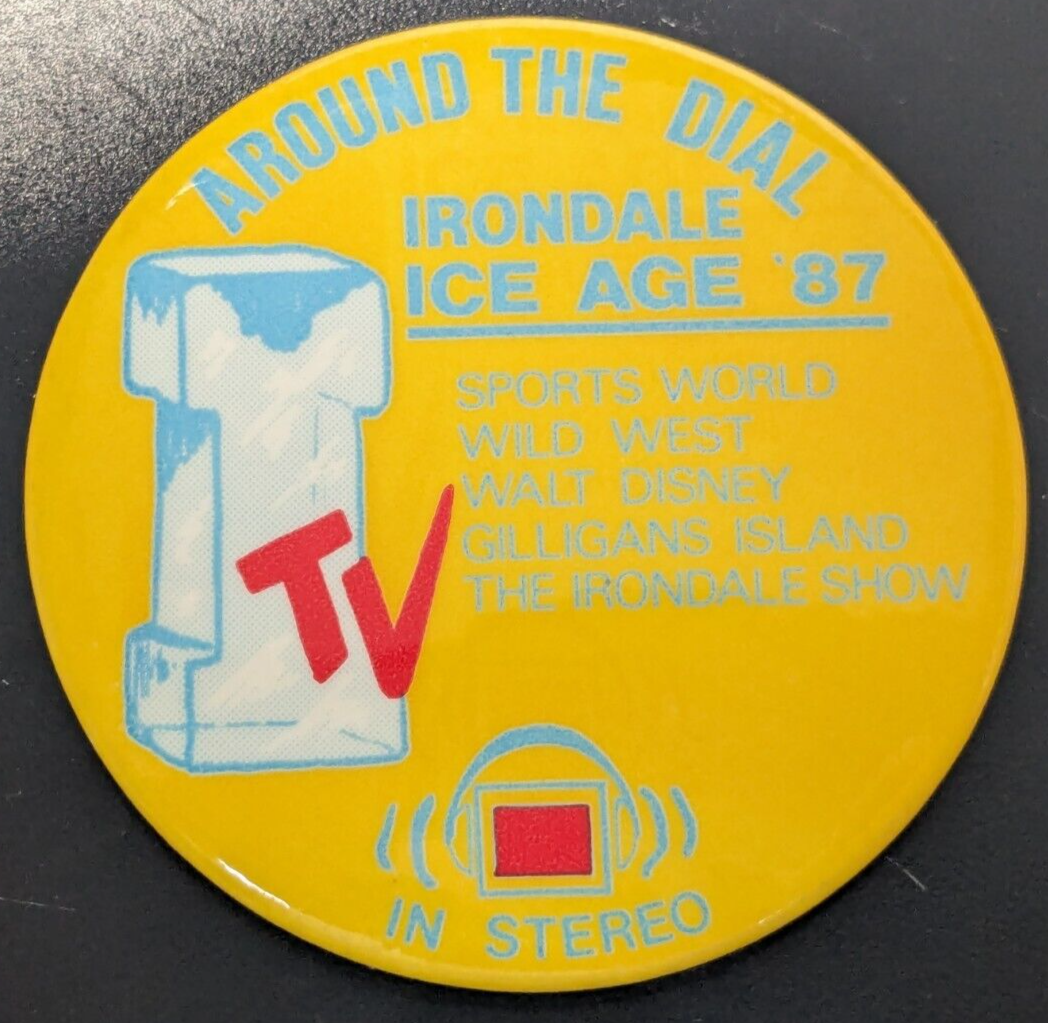 AROUND THE DIAL
IRONDALE
ICE AGE '87
SPORTS WORLD
WILD WEST
WALT DISNEY
GILLIGANS ISLAND
THE IRONDALE SHOW
I
TV
IN STEREO